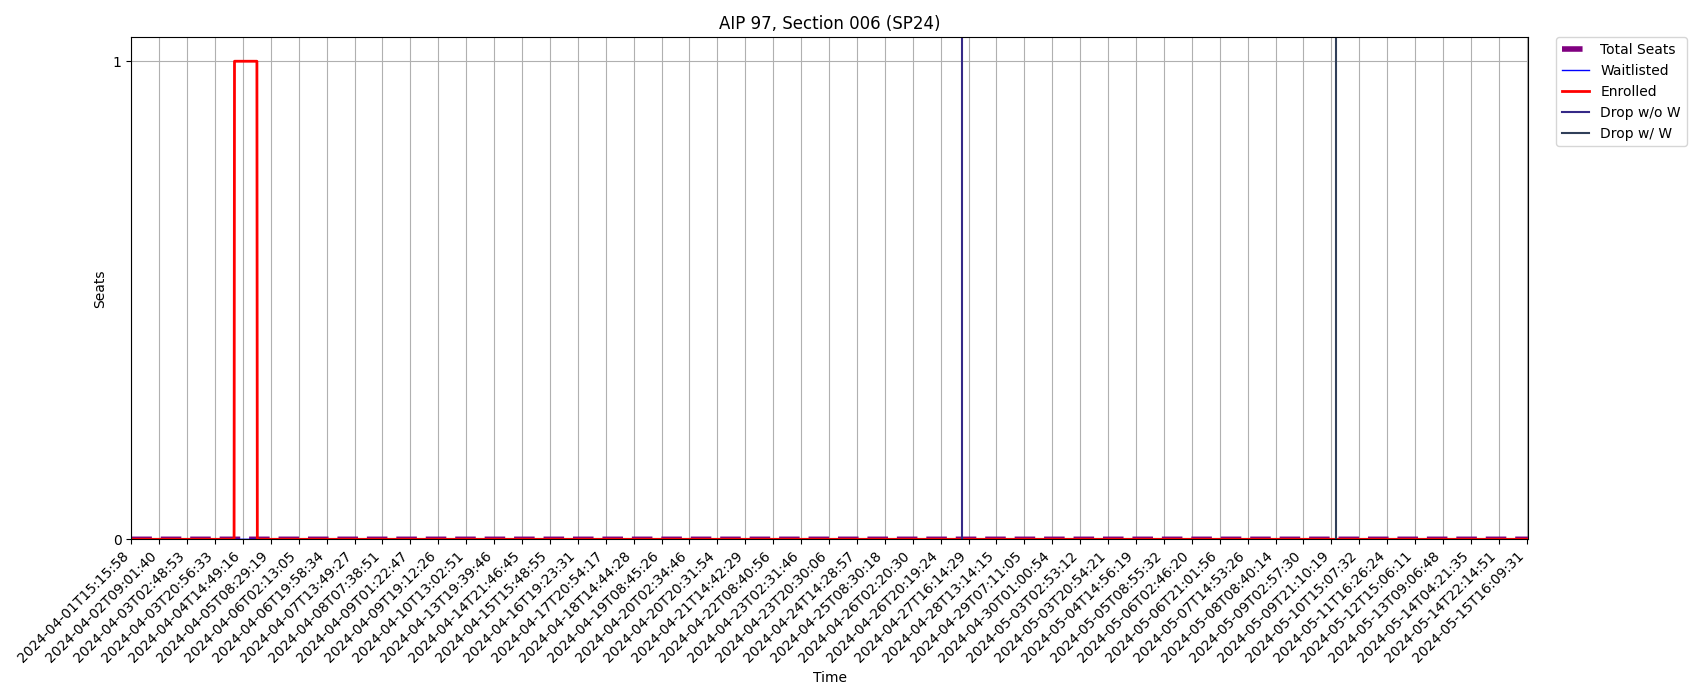 AIP 97, Section 006 (SP24)
Total Seats
Waitlisted
Enrolled
Drop w/o W
Drop w/ W
Seats
1
0
2024-04-01T15:15:58
2024-04-02T09:01:40
2024-04-03T02:48:53
2024-04-03T20:56:33
2024-04-04T14:49:16
2024-04-05T08:29:19
2024-04-06T02:13:05
2024-04-06T19:58:34
2024-04-07T13:49:27
2024-04-08T07:38:51
2024-04-09T01:22:47
2024-04-09T19:12:26
2024-04-10T13:02:51
2024-04-13T19:39:46
2024-04-14T21:46:45
2024-04-15T15:48:55
2024-04-16T19:23:31
2024-04-17T20:54:17
2024-04-18T14:44:28
2024-04-19T08:45:26
2024-04-20T02:34:46
2024-04-20T20:31:54
2024-04-21T14:42:29
2024-04-22T08:40:56
2024-04-23T02:31:46
2024-04-23T20:30:06
2024-04-24T14:28:57
2024-04-25T08:30:18
2024-04-26T02:20:30
2024-04-26T20:19:24
2024-04-27T16:14:29
2024-04-28T13:14:15
2024-04-29T07:11:05
2024-04-30T01:00:54
2024-05-03T02:53:12
2024-05-03T20:54:21
2024-05-04T14:56:19
2024-05-05T08:55:32
2024-05-06T02:46:20
2024-05-06T21:01:56
2024-05-07T14:53:26
2024-05-08T08:40:14
2024-05-09T02:57:30
2024-05-09T21:10:19
2024-05-10T15:07:32
2024-05-11T16:26:24
2024-05-12T15:06:11
2024-05-13T09:06:48
2024-05-14T04:21:35
2024-05-14T22:14:51
2024-05-15T16:09:31
Time